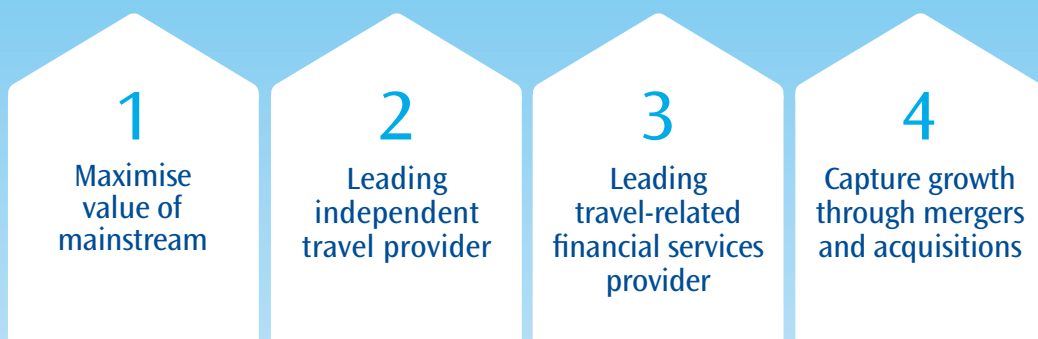 1
Maximise
value of
mainstream
2
Leading
independent
travel provider
3
Leading
travel-related
financial services
provider
4
Capture growth
through mergers
and acquisitions